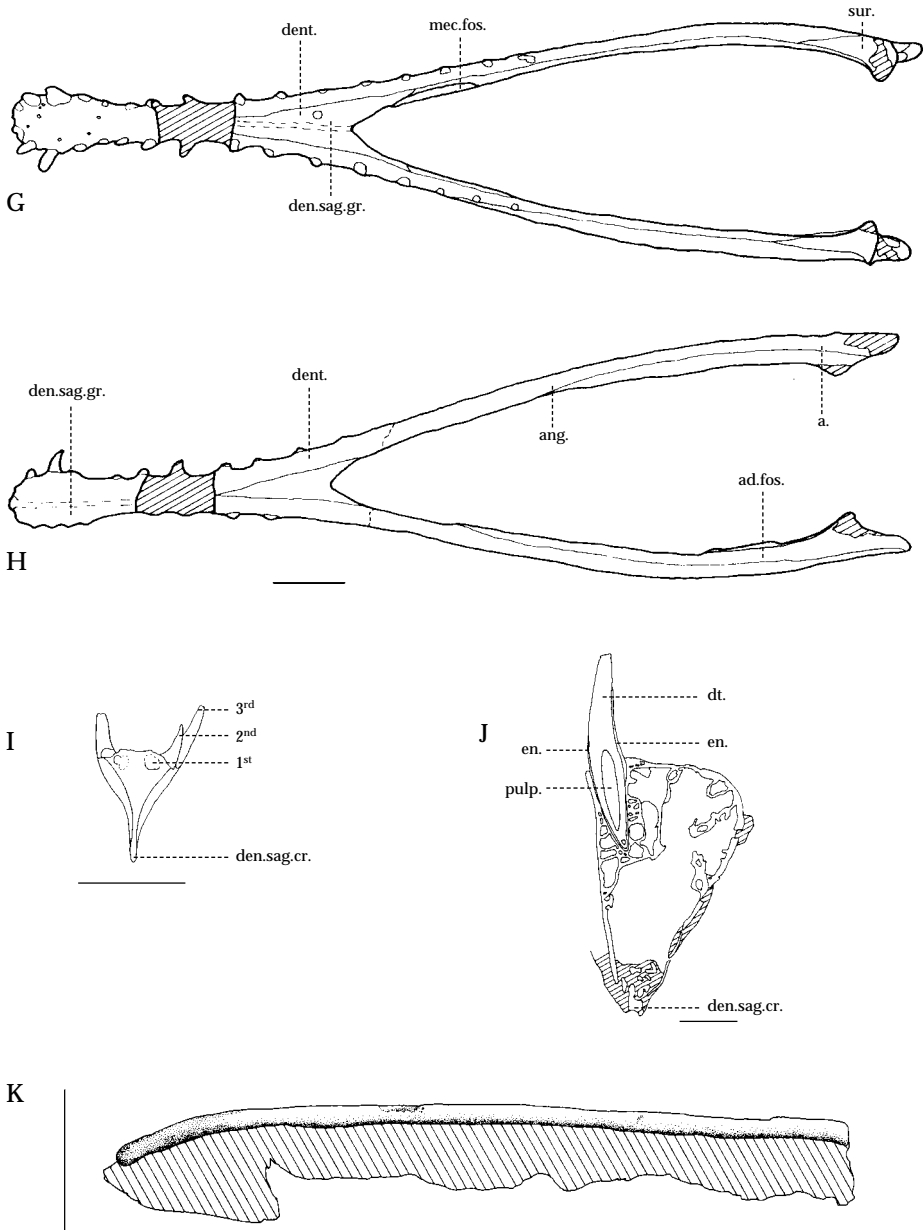 sur.
dent.
mec.fos.
G
den.sag.gr.
den.sag.gr.
dent.
ang.
a.
ad.fos.
H
I
3rd
2nd
1st
den.sag.cr.
J
dt.
en.
en.
pulp.
den.sag.cr.
K